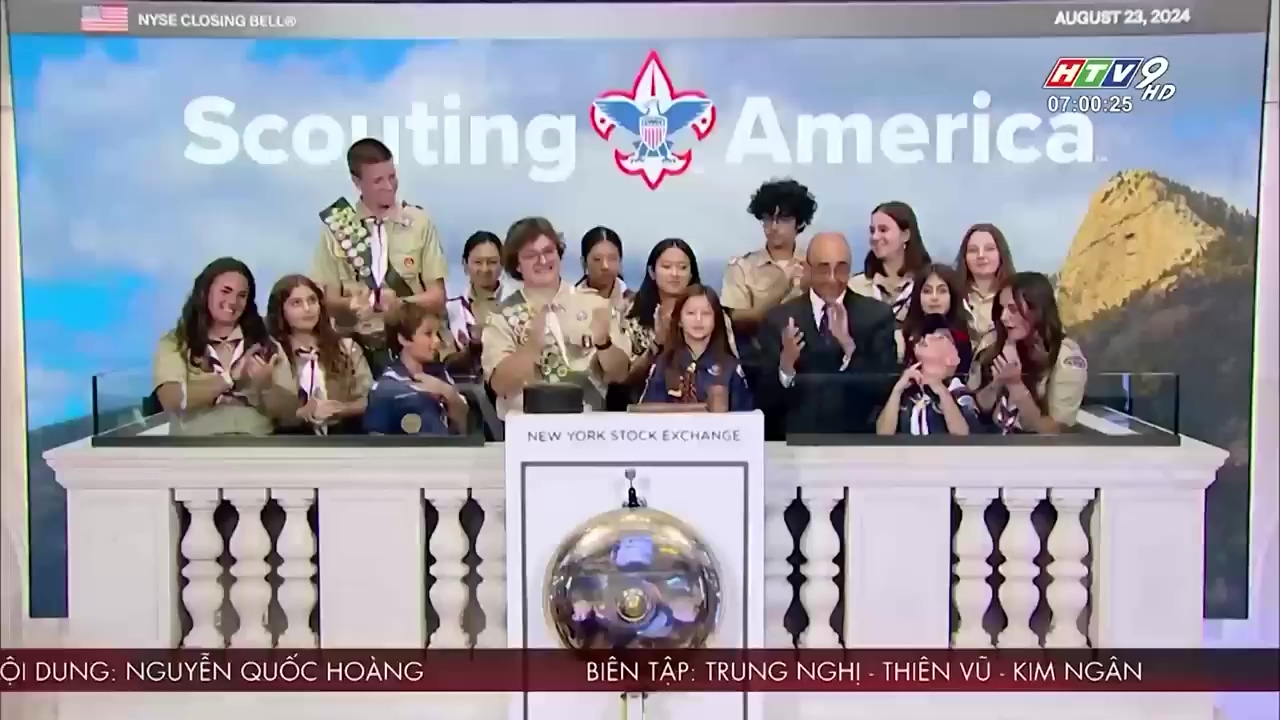 NYSE CLOSING BELL®
AUGUST 23, 2024
HTV9 HD
07:00:25
Scouting America
NEW YORK STOCK EXCHANGE
ỘI DUNG: NGUYỄN QUỐC HOÀNG
BIÊN TẬP: TRUNG NGHỊ - THIÊN VŨ - KIM NGÂN